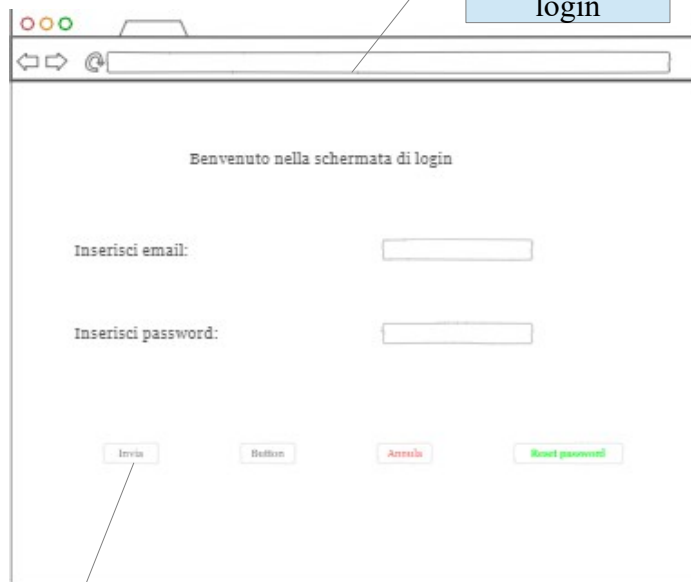 login
Benvenuto nella schermata di login
Inserisci email:
Inserisci password:
Invia Button Annulla Reset password